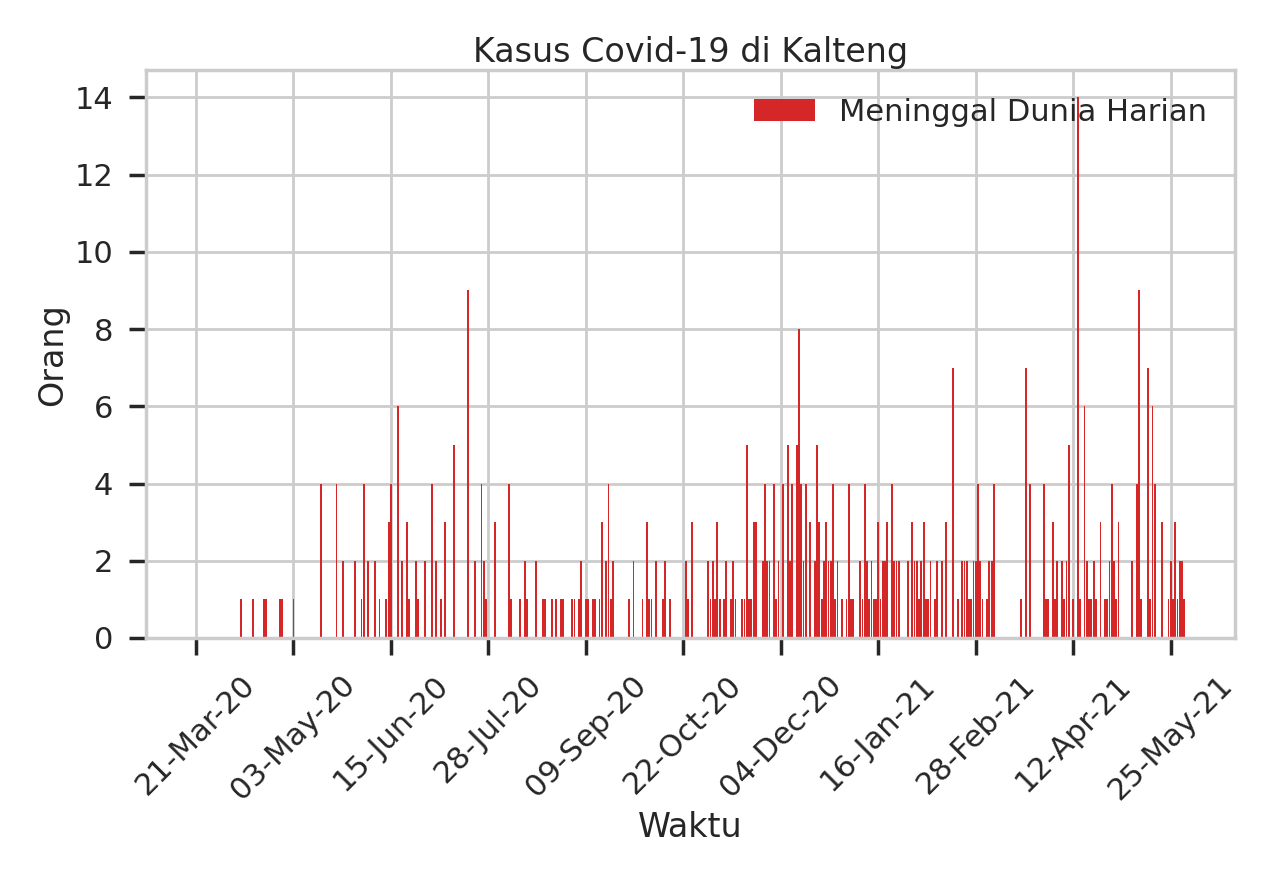 Kasus Covid-19 di Kalteng
Meninggal Dunia Harian
Orang
14
12
10
8
6
4
2
0
21-Mar-20
03-May-20
15-Jun-20
28-Jul-20
09-Sep-20
22-Oct-20
04-Dec-20
16-Jan-21
28-Feb-21
12-Apr-21
25-May-21
Waktu